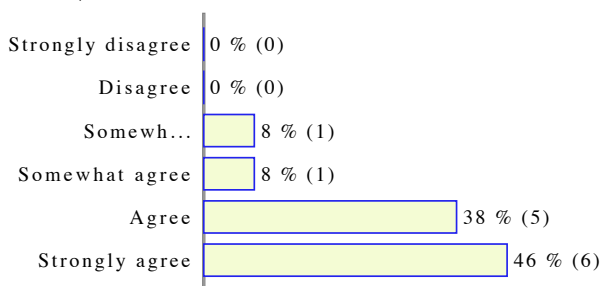 Strongly disagree 0 % (0)
Disagree 0 % (0)
Somewh... 8 % (1)
Somewhat agree 8 % (1)
Agree 38 % (5)
Strongly agree 46 % (6)